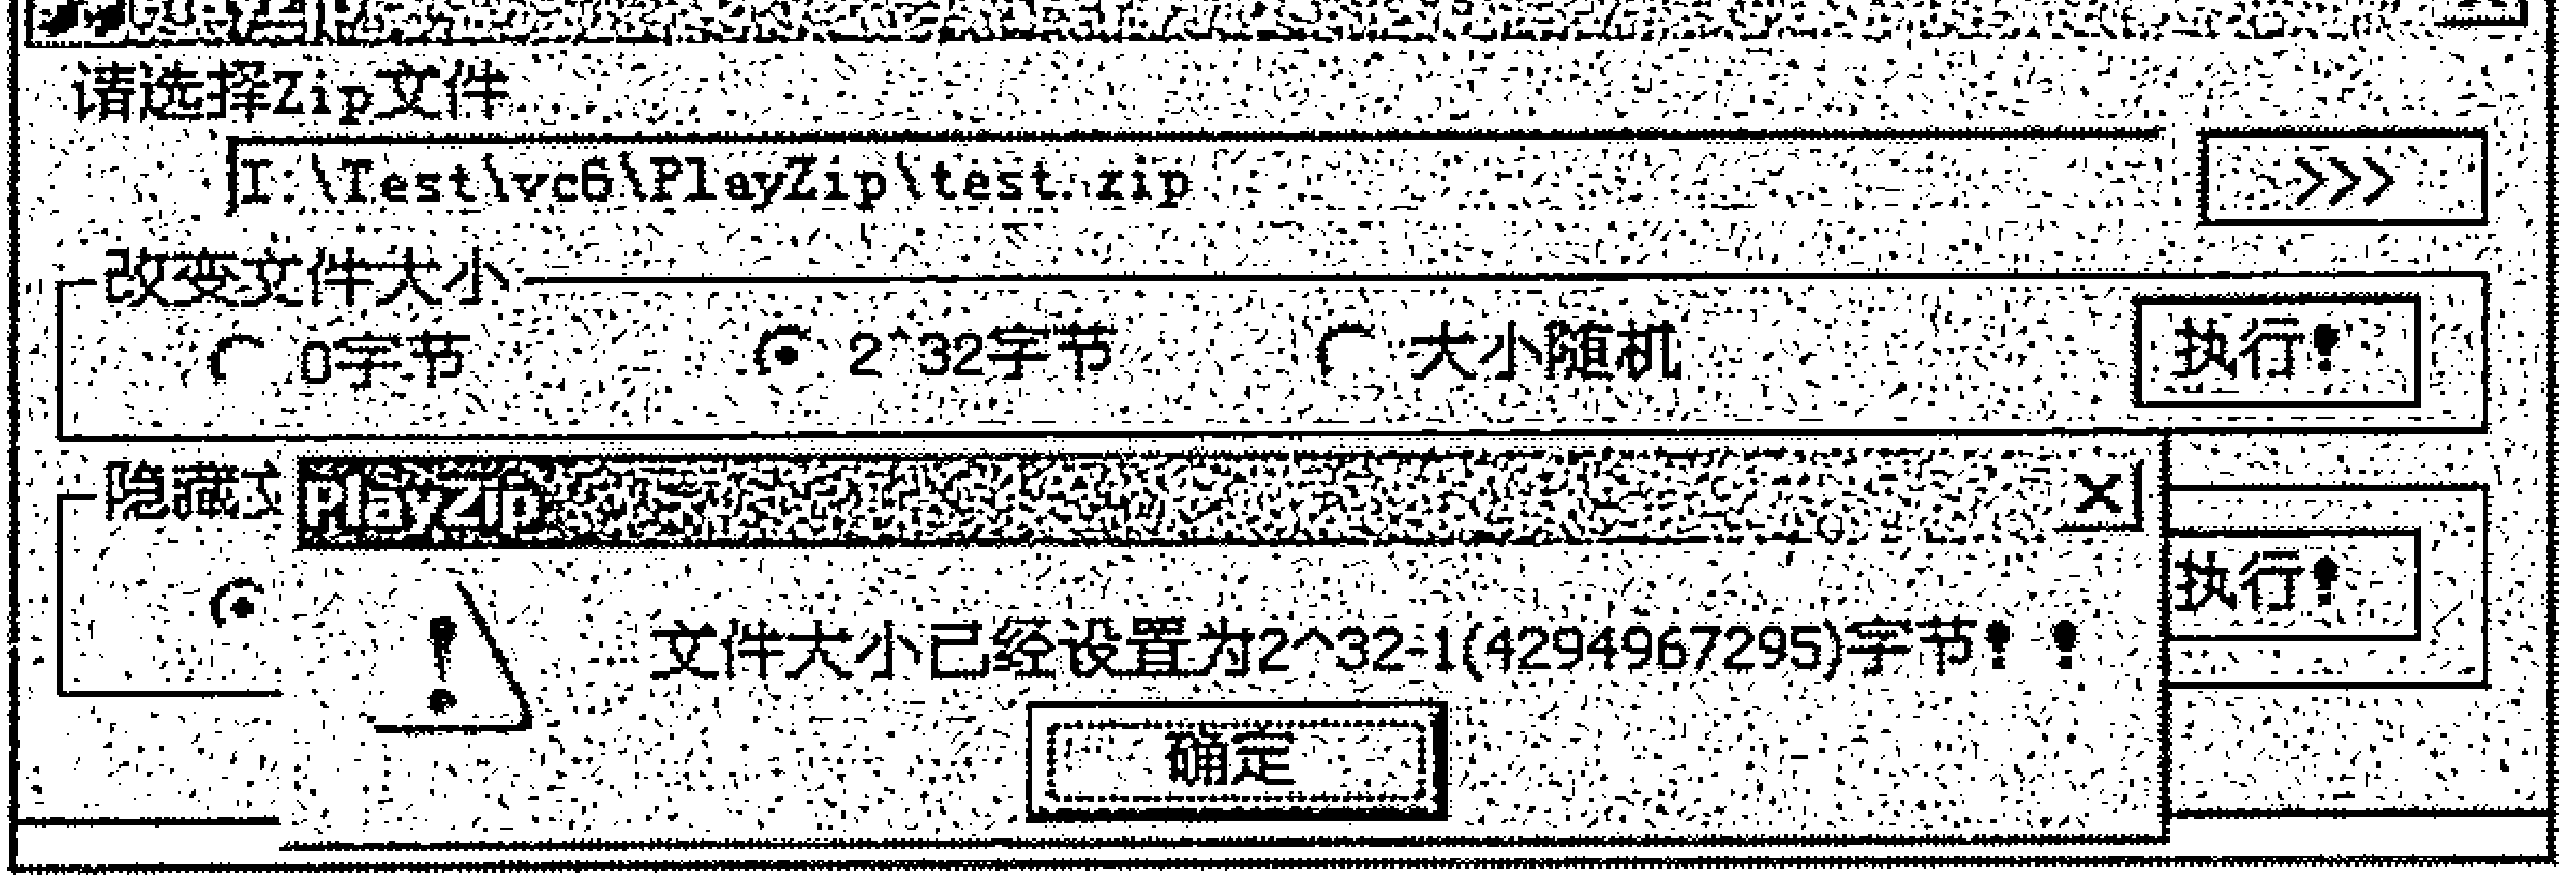 请选择Zip文件
I:\Test\vc6\PlayZip\test.zip
>>>
改变文件大小
0字节
2^32字节
大小随机
执行!
隐藏
PlayZip
执行!
文件大小已经设置为2^32-1(4294967295)字节!!
确定